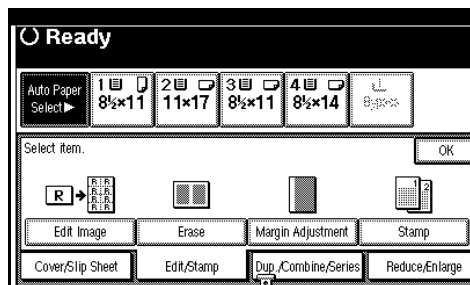 Ready
Auto Paper Select▶
1 8½×11
2 11×17
3 8½×11
4 8½×14
Bypass
Select item.
OK
R R R R R R R R R
Edit Image
Erase
Margin Adjustment
1 2
Stamp
Cover/Slip Sheet
Edit/Stamp
Dup./Combine/Series
Reduce/Enlarge